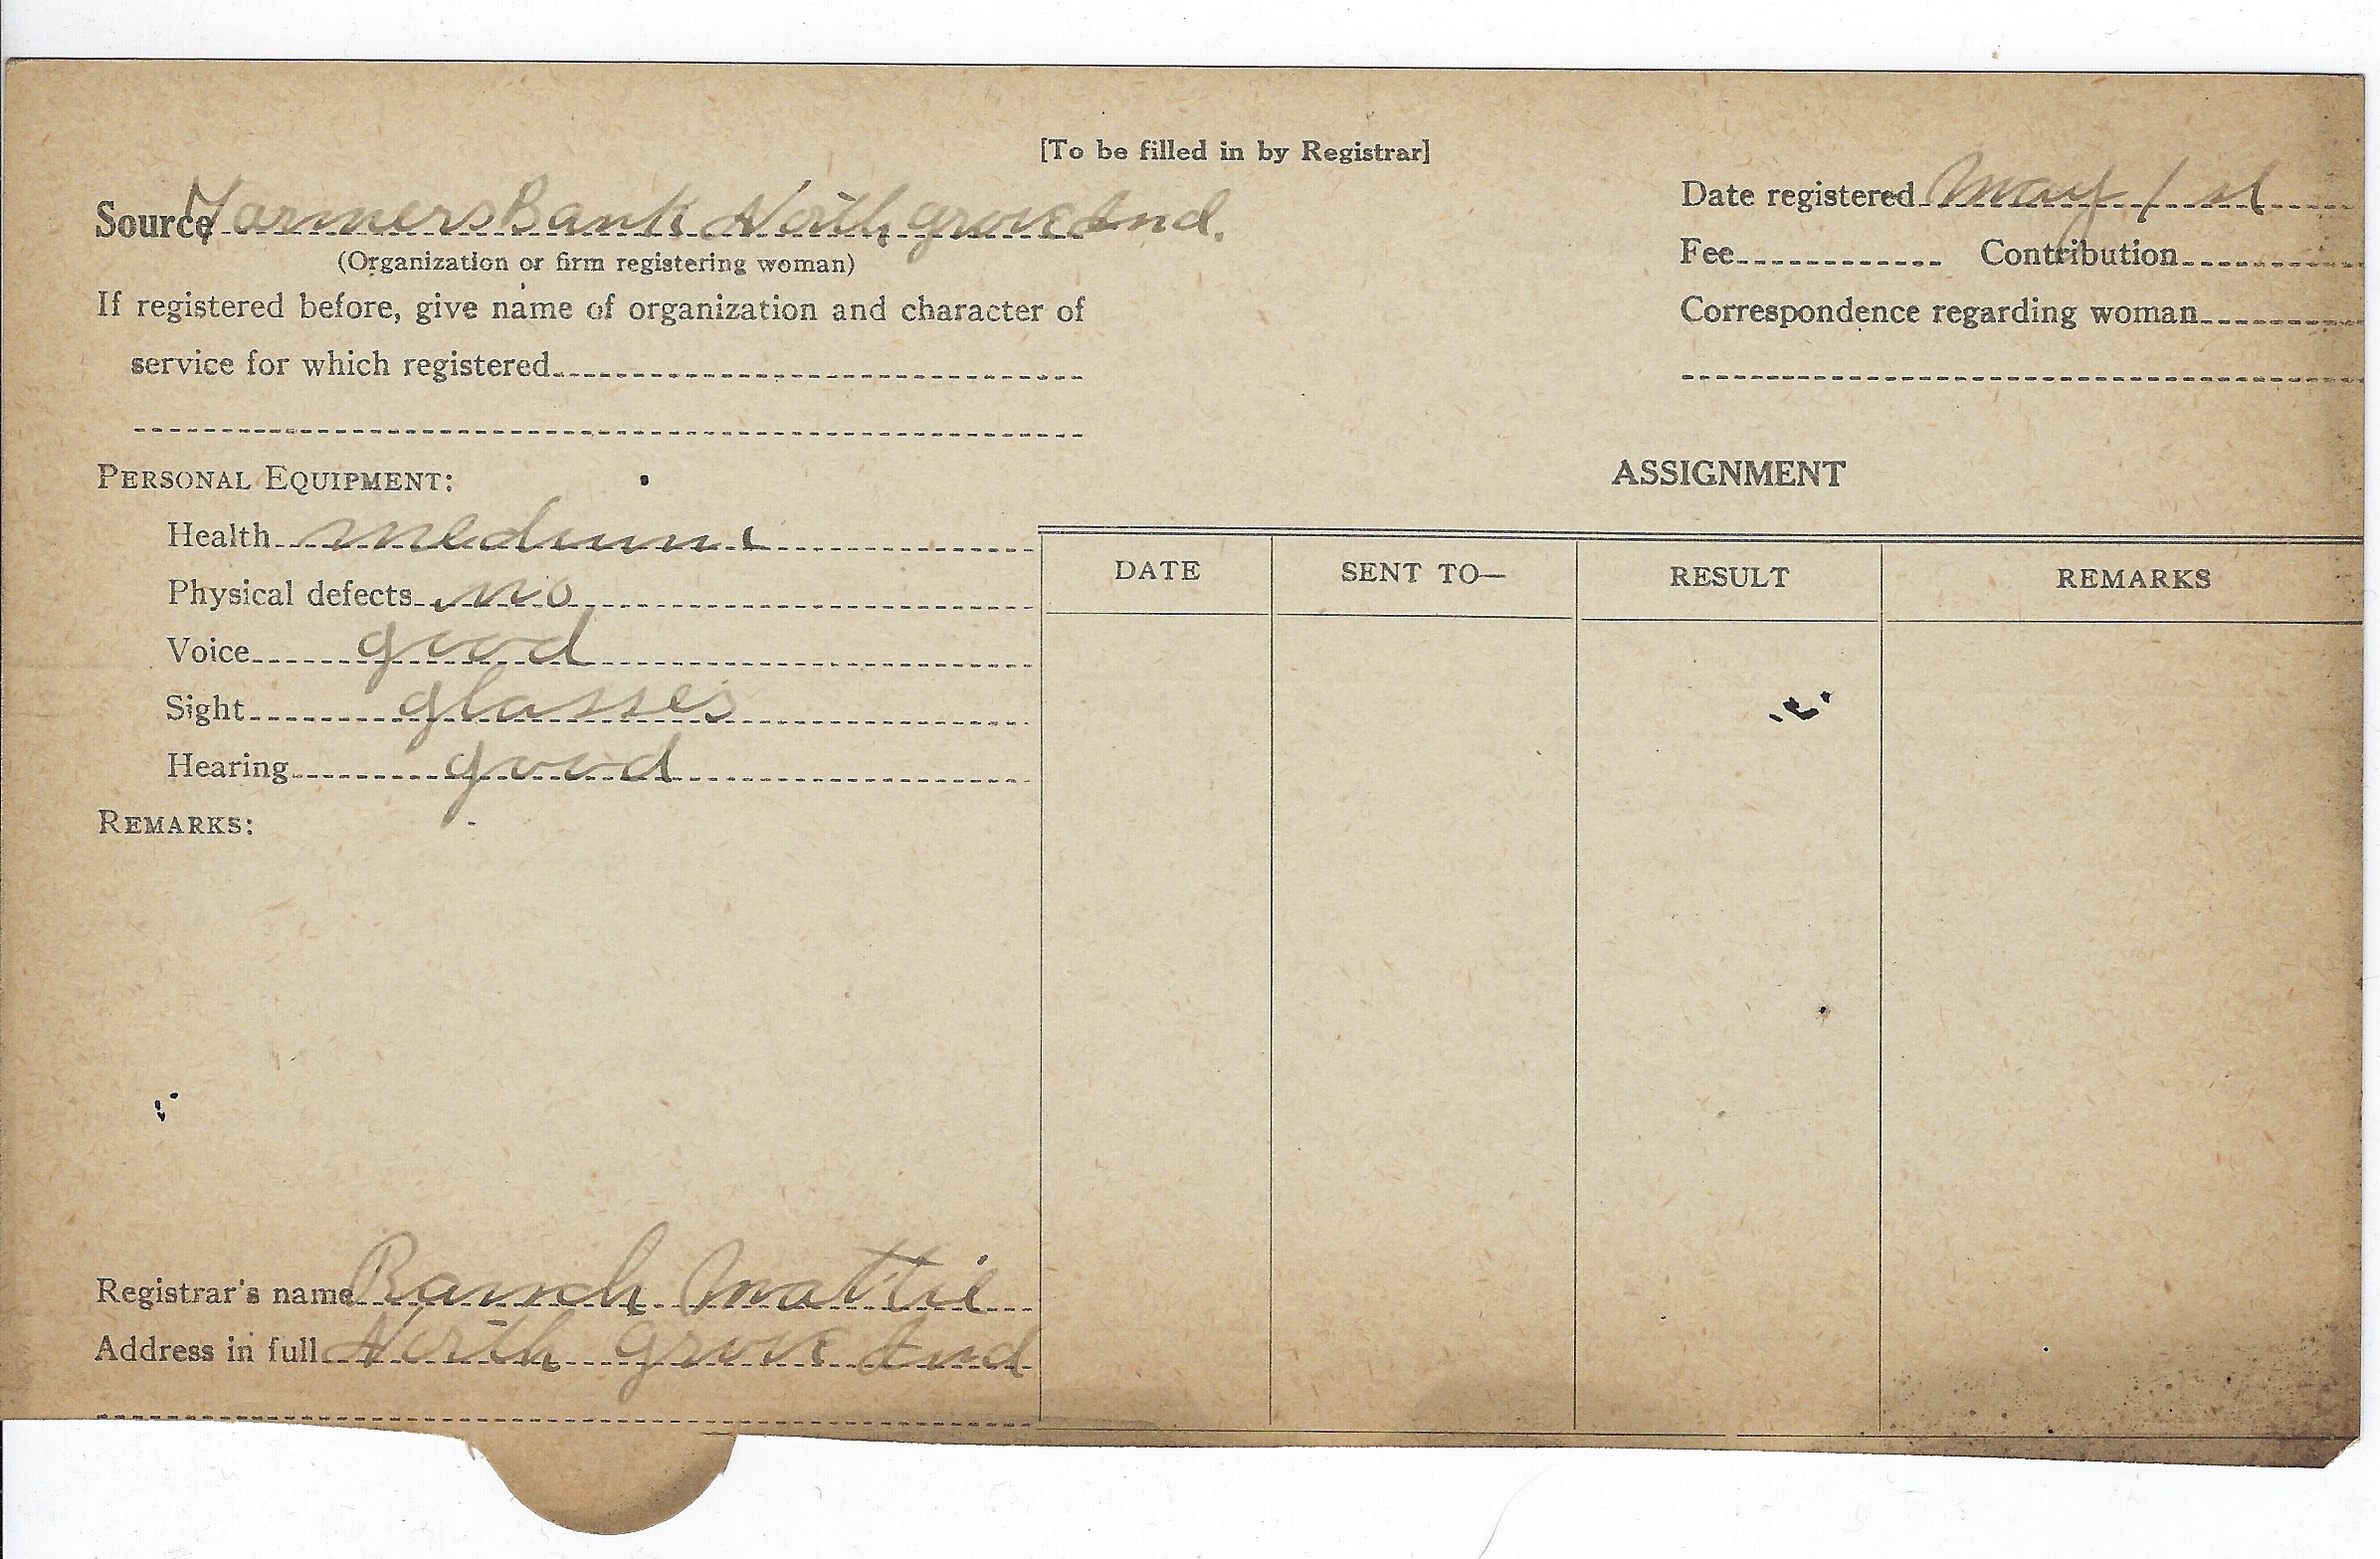 [To be filled in by Registrar]
Source Farmers Bank North grove Ind.
(Organization or firm registering woman)
If registered before, give name of organization and character of
service for which registered
Date registered May 1 st
Fee Contribution
Correspondence regarding woman
PERSONAL EQUIPMENT:
Health medium
Physical defects no
Voice good
Sight glasses
Hearing good
REMARKS:
ASSIGNMENT
DATE SENT TO— RESULT REMARKS
Registrar's name Mattie
Address in full North Grove Ind